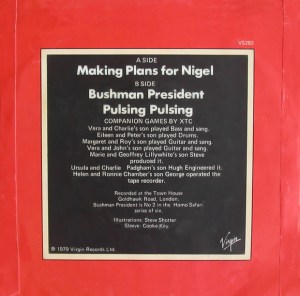 VS282
A SIDE
Making Plans for Nigel
B SIDE
Bushman President
Pulsing Pulsing
COMPANION GAMES BY XTC
Vera and Charlie's son played Bass and sang.
Eileen and Peter's son played Drums.
Margaret and Roy's son played Guitar and sang.
Vera and John's son played Guitar and sang.
Marie and Geoffrey Lillywhite's son Steve
produced it.
Ursula and Charlie Padgham's son Hugh Engineered it.
Helen and Ronnie Chamber's son George operated the
tape recorder.
Recorded at the Town House
Goldhawk Road, London.
Bushman President is No 2 in the Homo Safari
series of six.
Illustrations: Steve Shotter
Sleeve: Cooke Key.
℗ 1979 Virgin Records Ltd.
Virgin